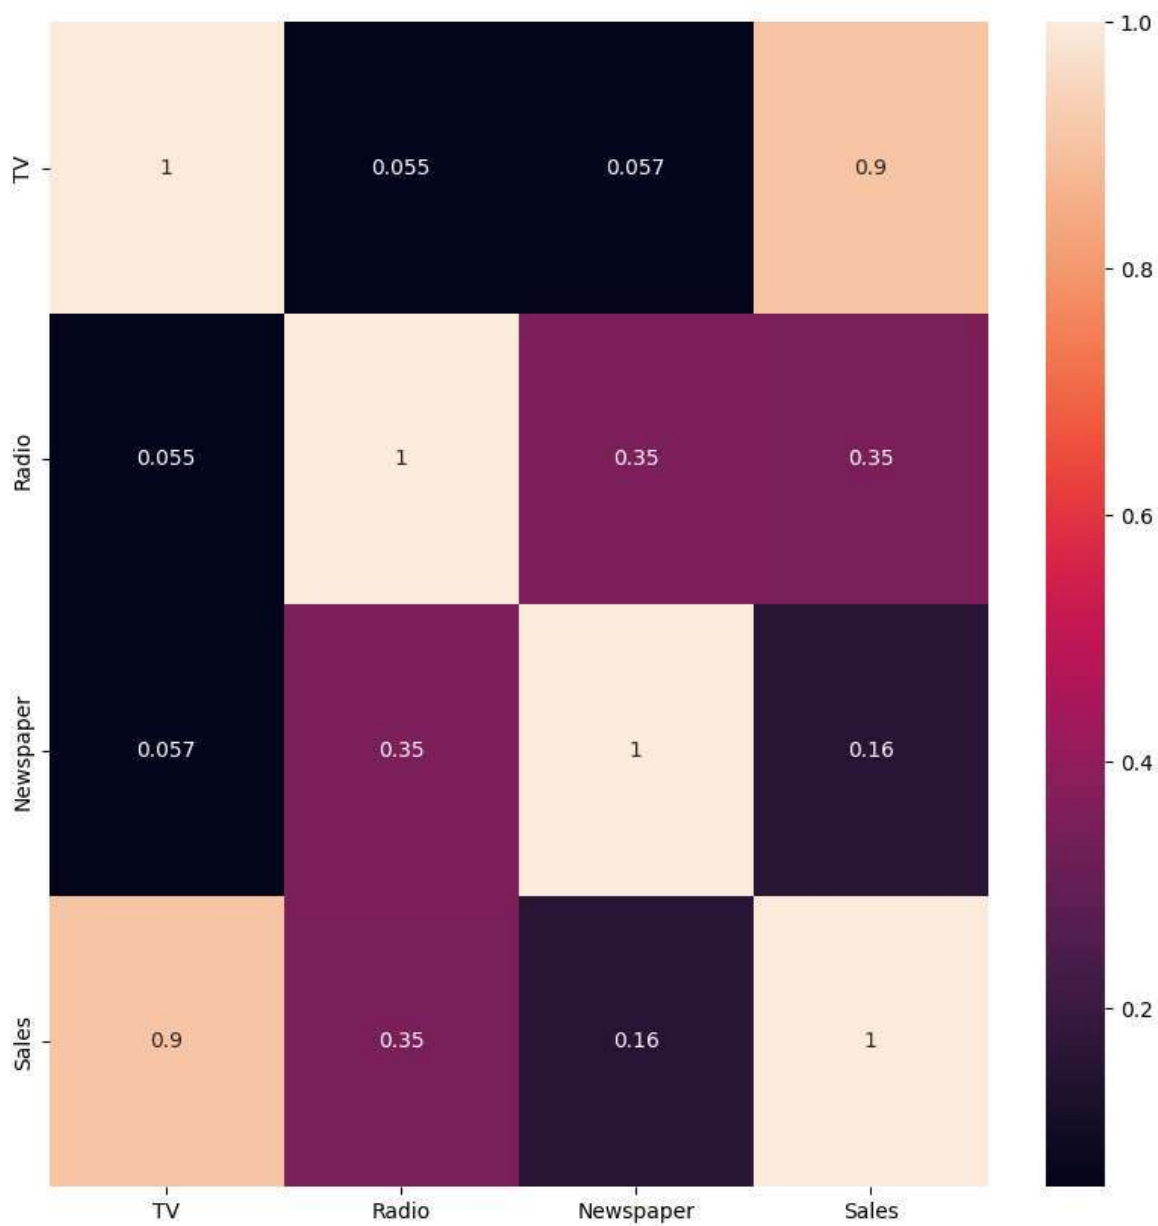 1.0
TV
1 0.055 0.057 0.9
0.8
Radio
0.055 1 0.35 0.35
0.6
Newspaper
0.057 0.35 1 0.16
0.4
Sales
0.9 0.35 0.16 1
0.2
TV Radio Newspaper Sales